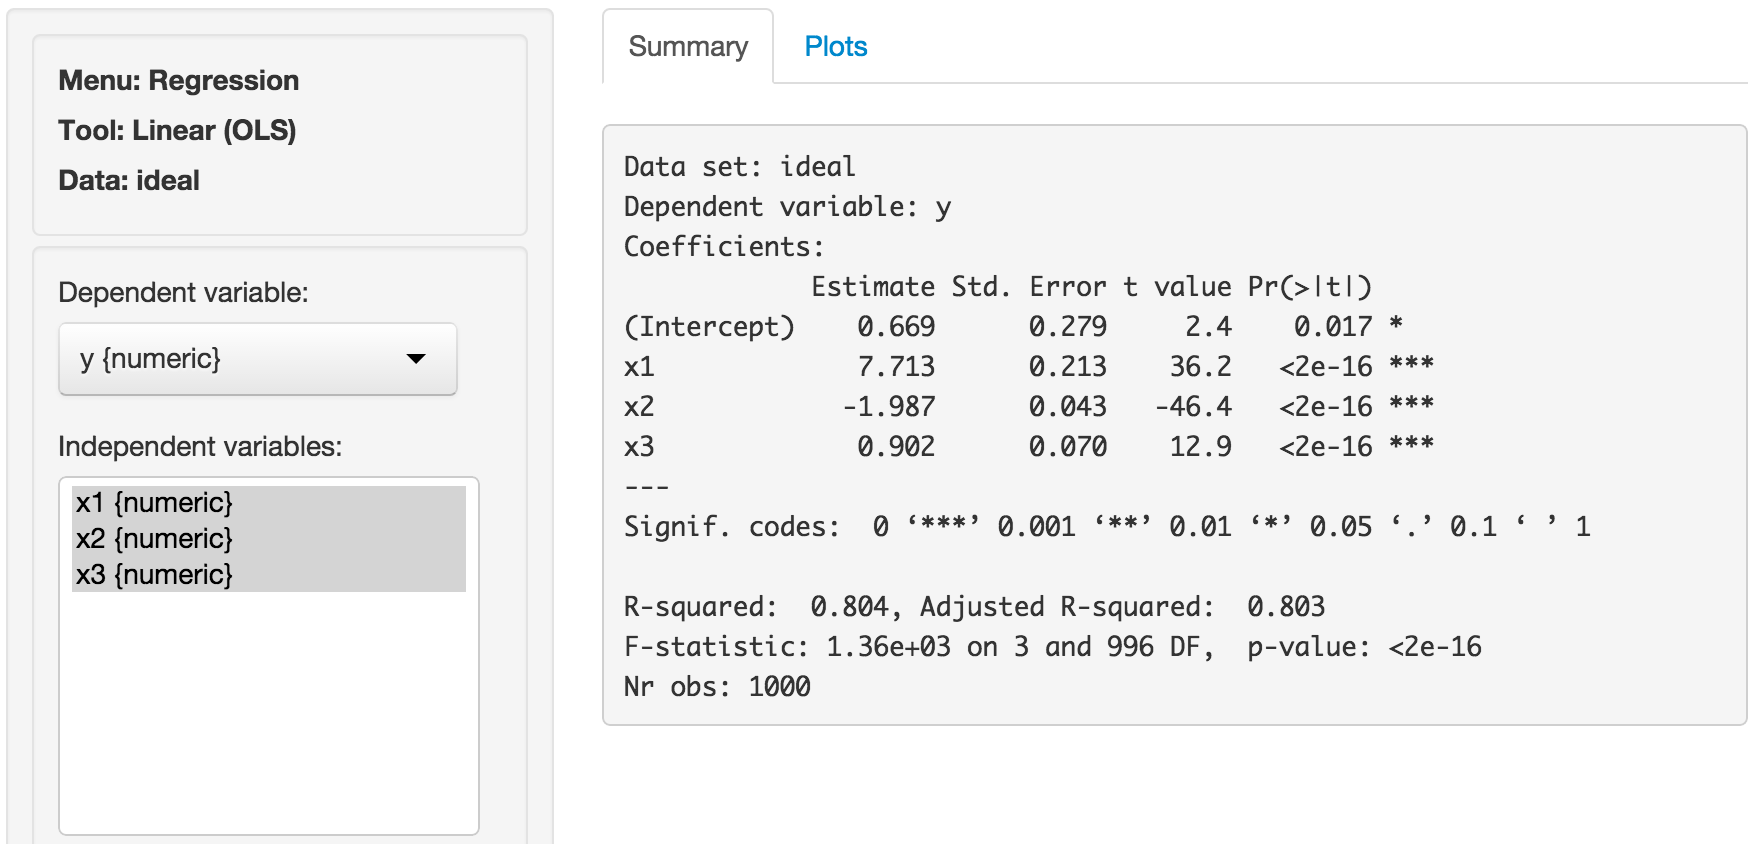 Menu: Regression
Tool: Linear (OLS)
Data: ideal
Dependent variable:
y {numeric}
Independent variables:
x1 {numeric}
x2 {numeric}
x3 {numeric}
Summary Plots
Data set: ideal
Dependent variable: y
Coefficients:
            Estimate Std. Error t value Pr(>|t|)
(Intercept)    0.669      0.279     2.4    0.017 *
x1             7.713      0.213    36.2   <2e-16 ***
x2            -1.987      0.043   -46.4   <2e-16 ***
x3             0.902      0.070    12.9   <2e-16 ***
---
Signif. codes:  0 ‘***’ 0.001 ‘**’ 0.01 ‘*’ 0.05 ‘.’ 0.1 ‘ ’ 1
R-squared:  0.804, Adjusted R-squared:  0.803
F-statistic: 1.36e+03 on 3 and 996 DF,  p-value: <2e-16
Nr obs: 1000